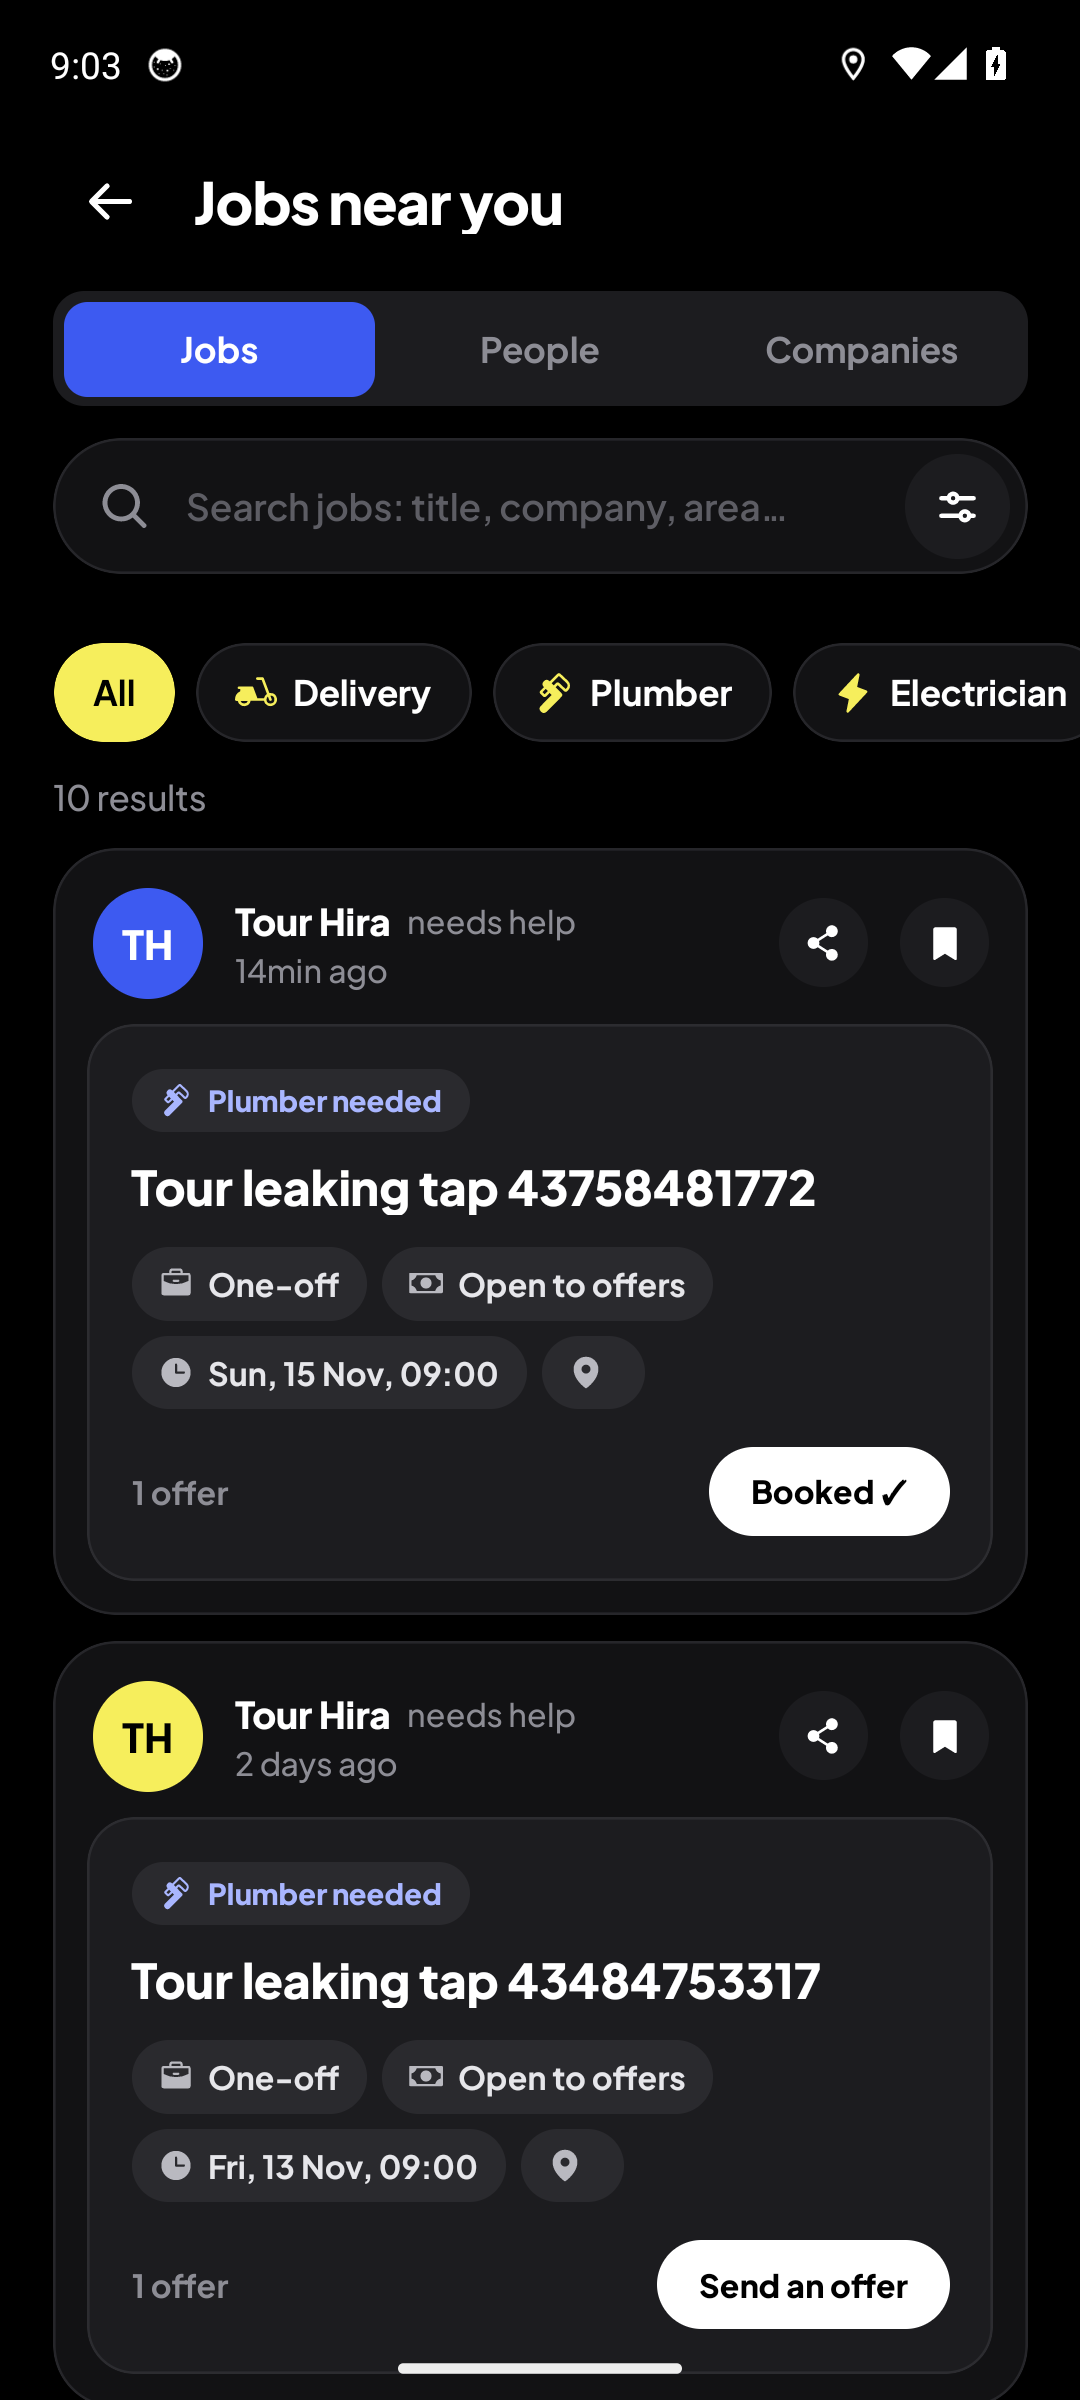 9:03
Jobs near you
Jobs People Companies
Search jobs: title, company, area...
All Delivery Plumber Electrician
10 results
TH Tour Hira needs help
14min ago
Plumber needed
Tour leaking tap 43758481772
One-off Open to offers
Sun, 15 Nov, 09:00
1 offer Booked ✓
TH Tour Hira needs help
2 days ago
Plumber needed
Tour leaking tap 43484753317
One-off Open to offers
Fri, 13 Nov, 09:00
1 offer Send an offer